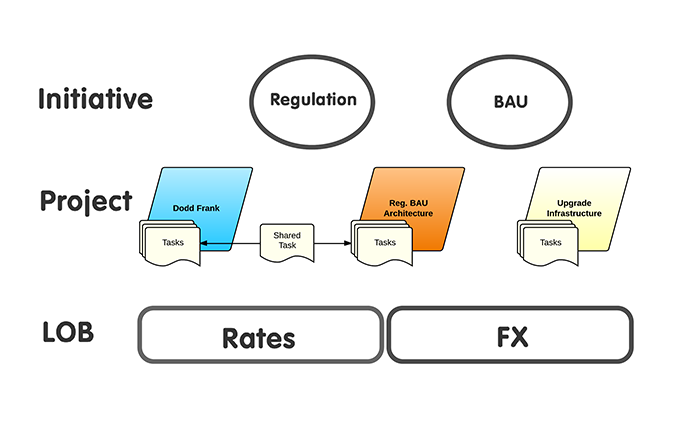 Initiative
Regulation
BAU
Project
Dodd Frank
Reg. BAU
Architecture
Upgrade
Infrastructure
Tasks
Shared
Task
Tasks
Tasks
LOB
Rates
FX